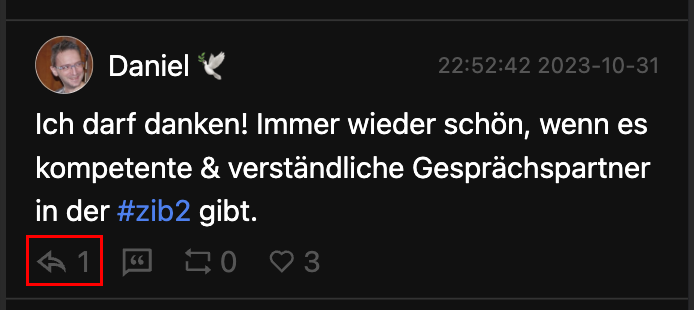 Daniel 🕊️ 22:52:42 2023-10-31
Ich darf danken! Immer wieder schön, wenn es
kompetente & verständliche Gesprächspartner
in der #zib2 gibt.
1 0 3